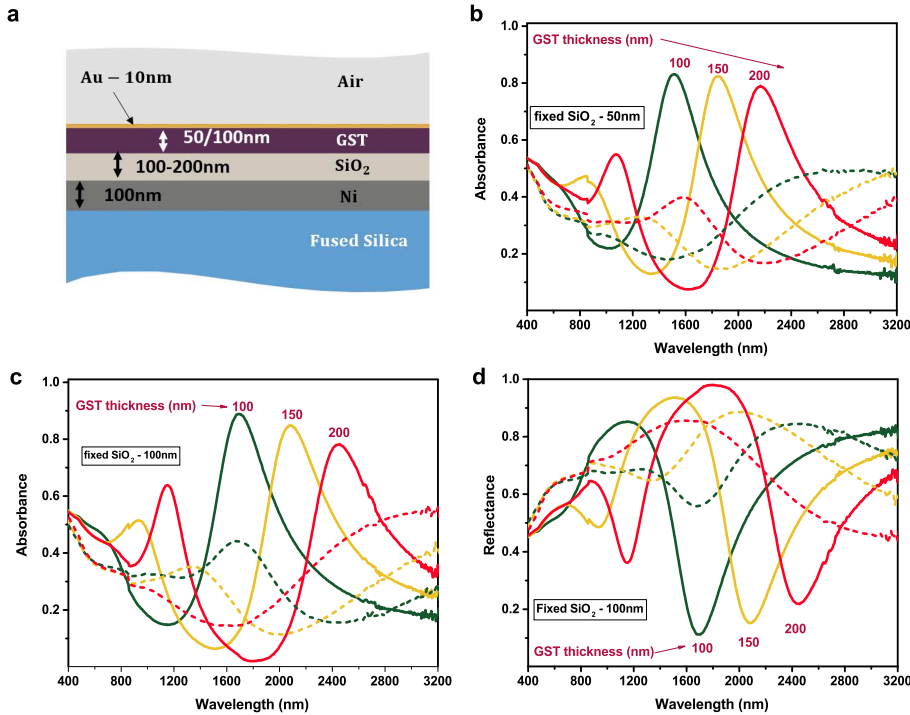 a
Au − 10nm
Air
50/100nm
GST
100-200nm
SiO2
100nm
Ni
Fused Silica
b
GST thickness (nm)
100
150
200
fixed SiO2 - 50nm
Absorbance
1.0
0.8
0.6
0.4
0.2
400 800 1200 1600 2000 2400 2800 3200
Wavelength (nm)
c
GST thickness (nm)
100
150
200
fixed SiO2 - 100nm
Absorbance
1.0
0.8
0.6
0.4
0.2
400 800 1200 1600 2000 2400 2800 3200
Wavelength (nm)
d
Reflectance
1.0
0.8
0.6
0.4
0.2
Fixed SiO2 - 100nm
GST thickness (nm)
100
150
200
400 800 1200 1600 2000 2400 2800 3200
Wavelength (nm)